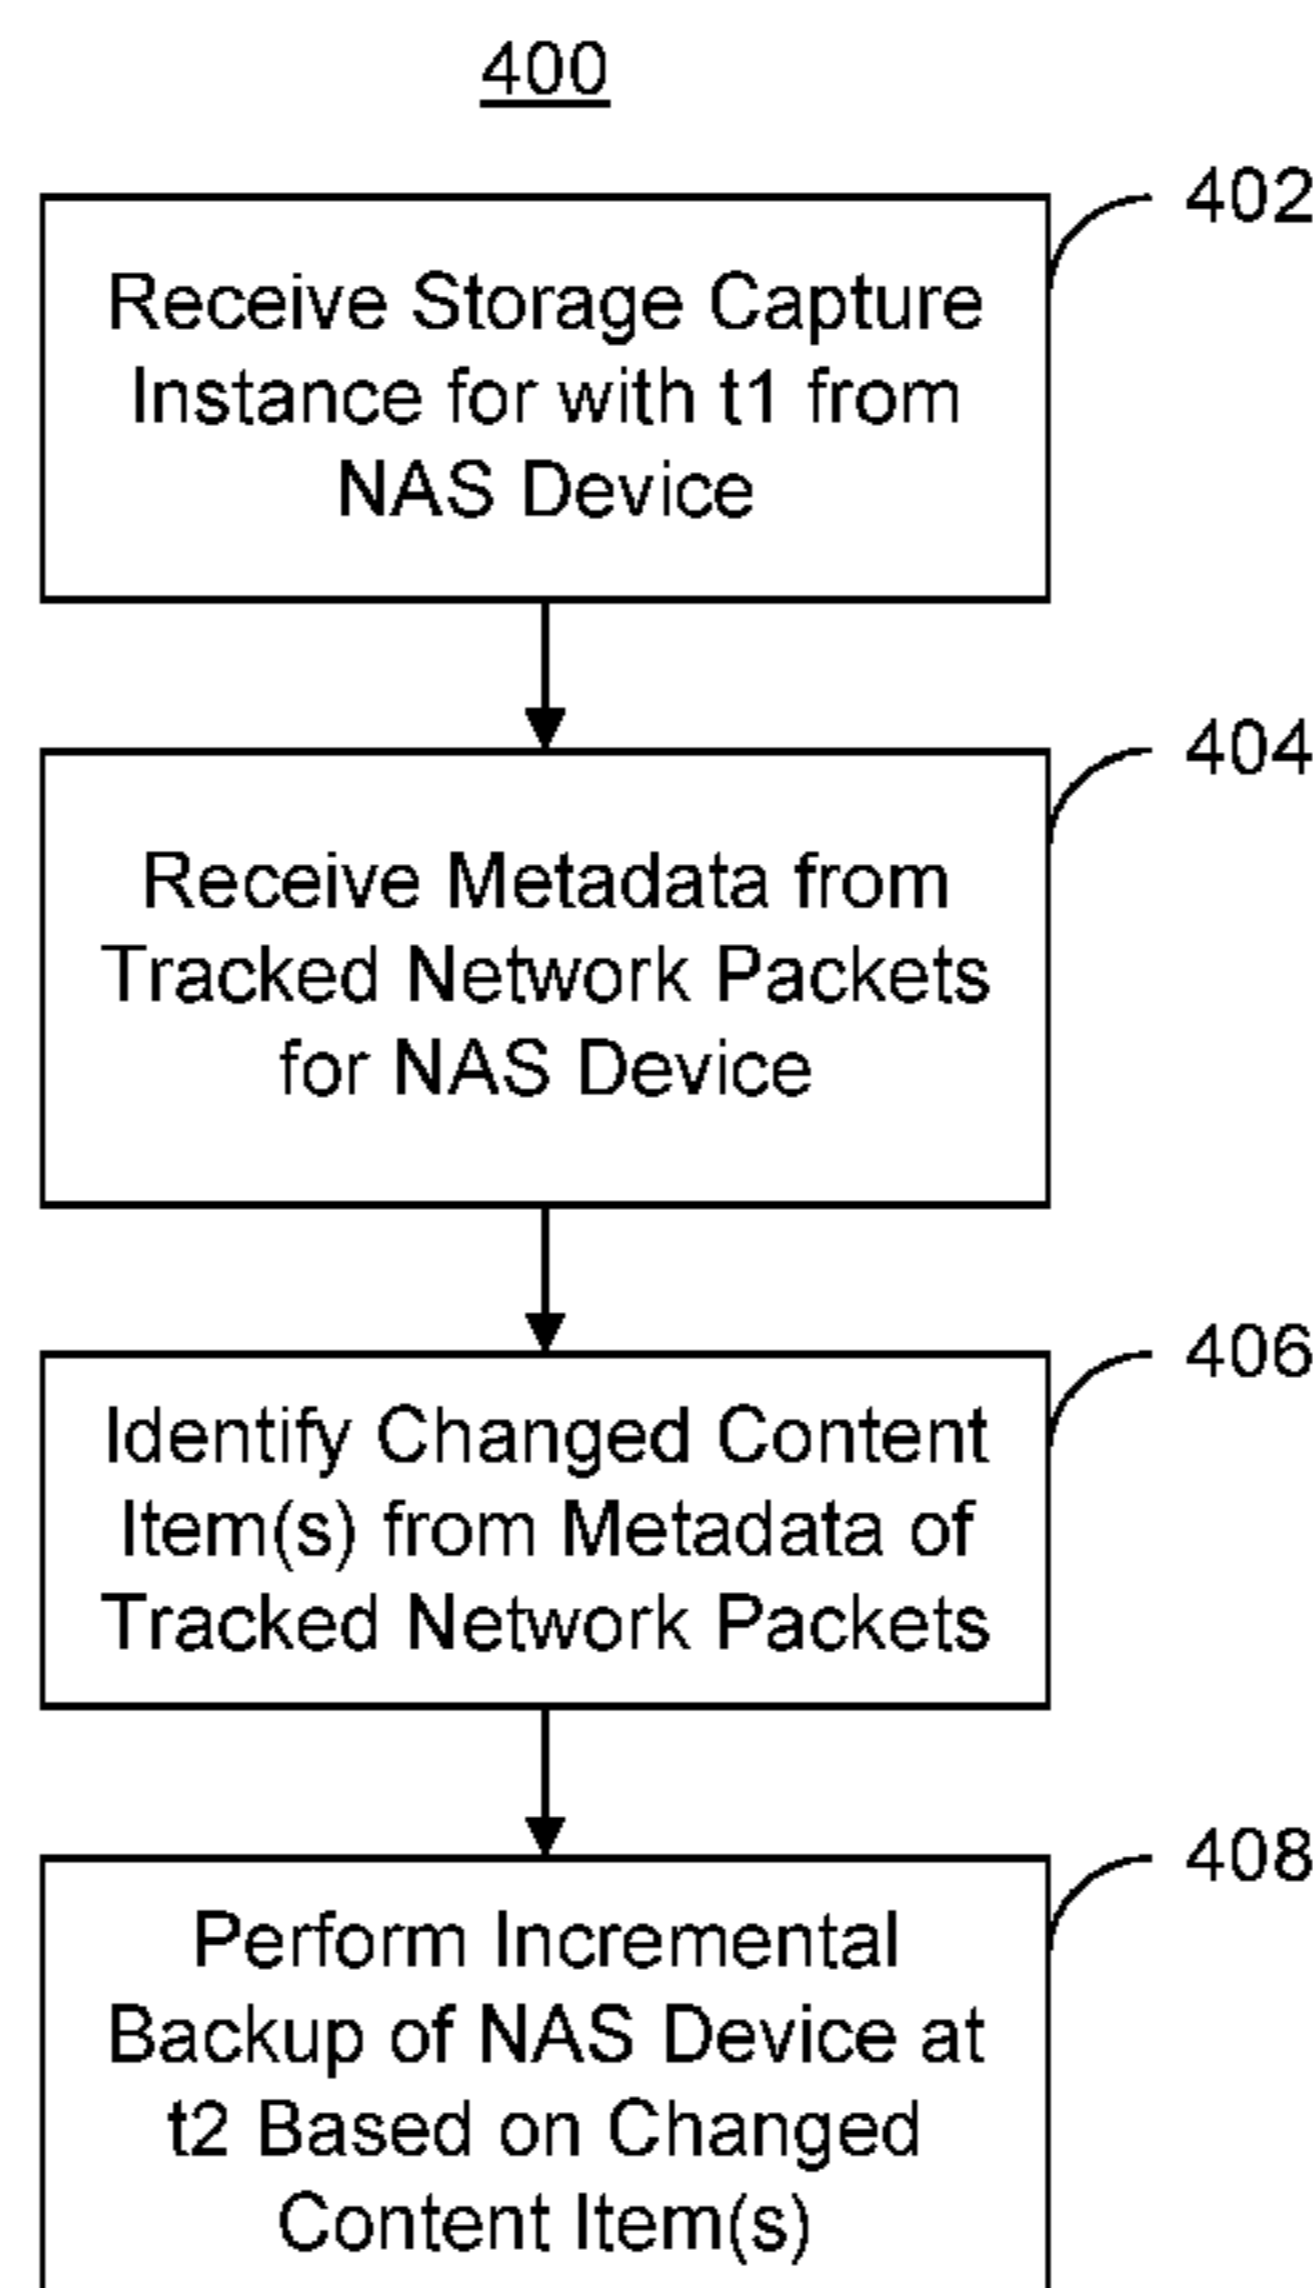 400
402
Receive Storage Capture
Instance for with t1 from
NAS Device
404
Receive Metadata from
Tracked Network Packets
for NAS Device
406
Identify Changed Content
Item(s) from Metadata of
Tracked Network Packets
408
Perform Incremental
Backup of NAS Device at
t2 Based on Changed
Content Item(s)